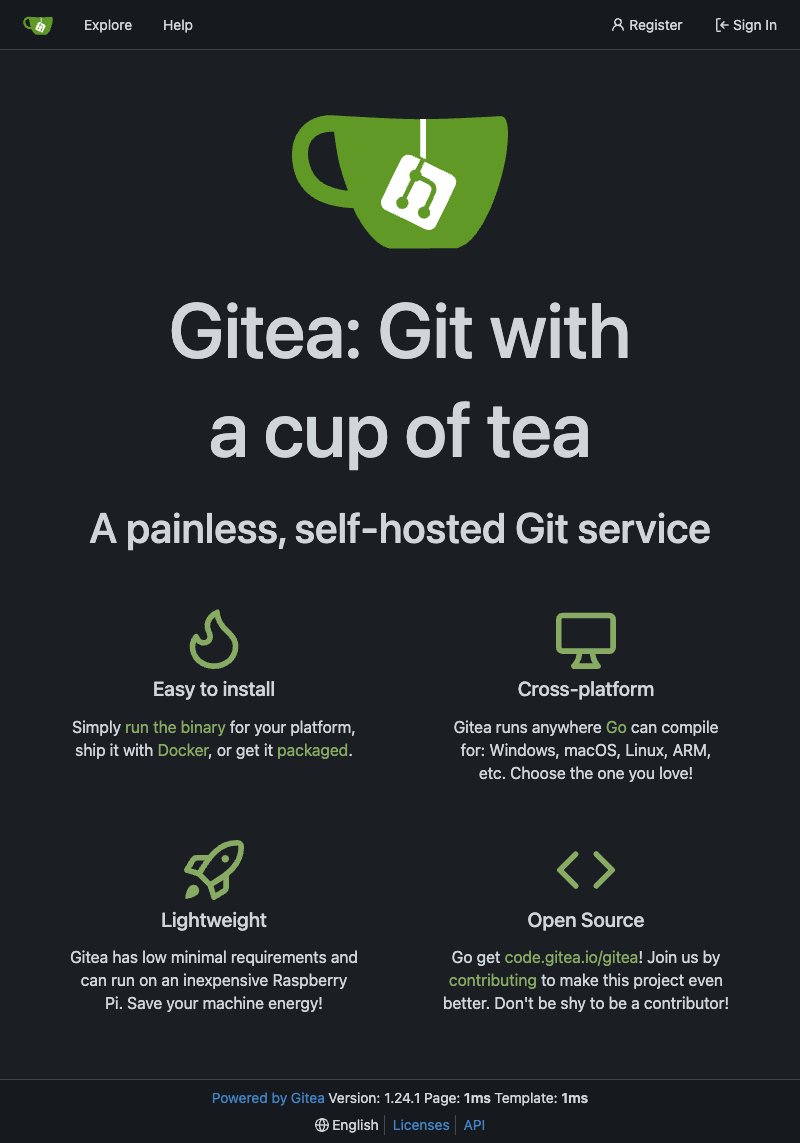 Explore Help Register Sign In
Gitea: Git with
a cup of tea
A painless, self-hosted Git service
Easy to install
Simply run the binary for your platform,
ship it with Docker, or get it packaged.
Cross-platform
Gitea runs anywhere Go can compile
for: Windows, macOS, Linux, ARM,
etc. Choose the one you love!
Lightweight
Gitea has low minimal requirements and
can run on an inexpensive Raspberry
Pi. Save your machine energy!
Open Source
Go get code.gitea.io/gitea! Join us by
contributing to make this project even
better. Don't be shy to be a contributor!
Powered by Gitea Version: 1.24.1 Page: 1ms Template: 1ms
English Licenses API